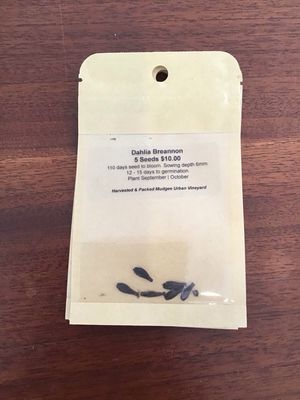 Dahlia Breannon
5 Seeds $10.00
110 days seed to bloom Sowing depth 6mm
12 - 15 days to germination
Plant September | October
Harvested & Packed Mudgee Urban Vineyard